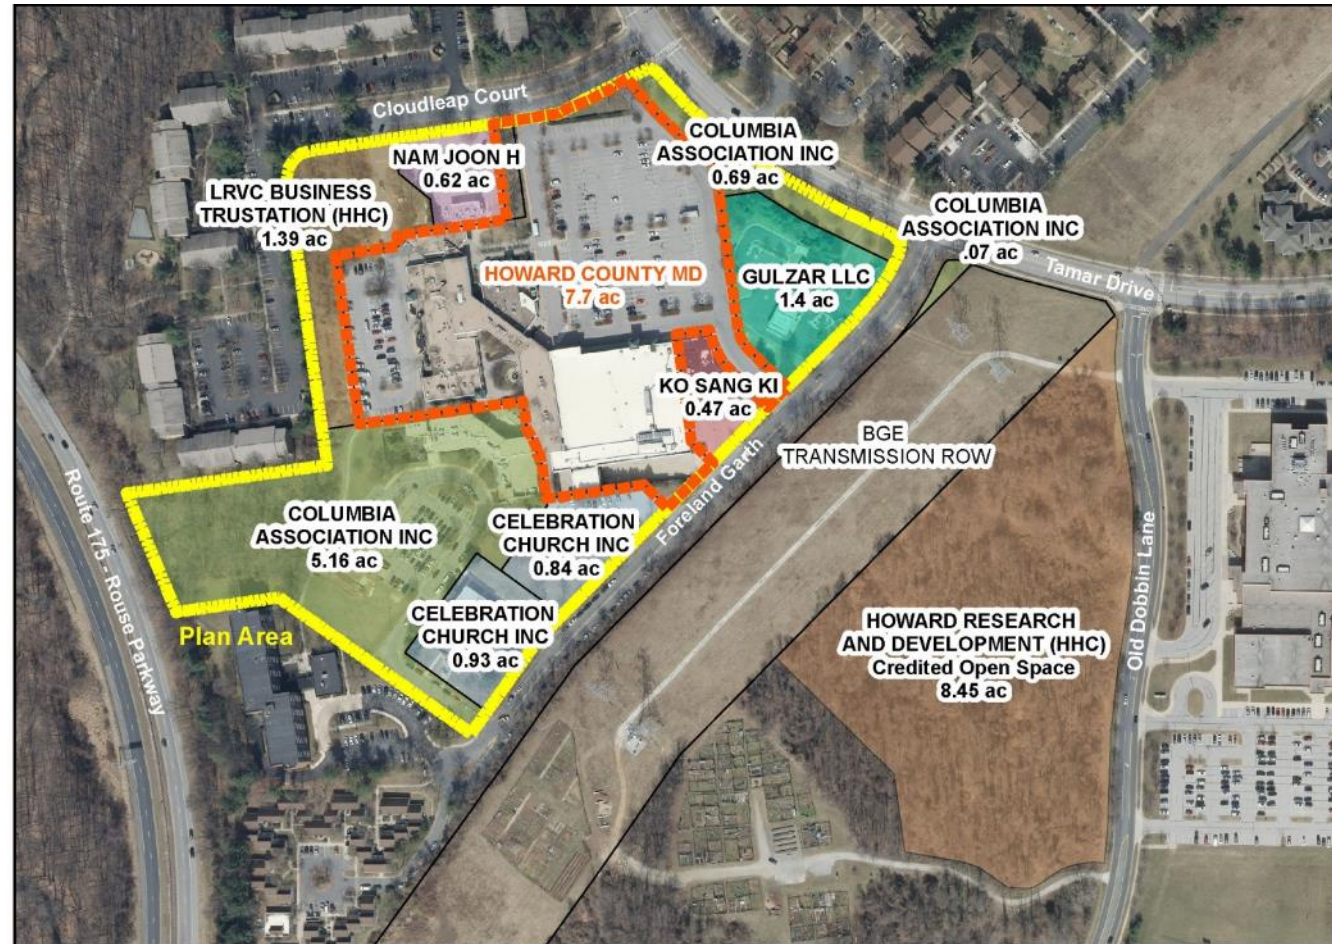 Cloudleap Court
NAM JOON H
0.62 ac
COLUMBIA
ASSOCIATION INC
0.69 ac
LRVC BUSINESS
TRUSTATION (HHC)
1.39 ac
COLUMBIA
ASSOCIATION INC
.07 ac
Tamar Drive
HOWARD COUNTY MD
7.7 ac
GULZAR LLC
1.4 ac
KO SANG KI
0.47 ac
BGE
TRANSMISSION ROW
Foreland Garth
COLUMBIA
ASSOCIATION INC
5.16 ac
CELEBRATION
CHURCH INC
0.84 ac
CELEBRATION
CHURCH INC
0.93 ac
Plan Area
Route 175 - Rouse Parkway
HOWARD RESEARCH
AND DEVELOPMENT (HHC)
Credited Open Space
8.45 ac
Old Dobbin Lane